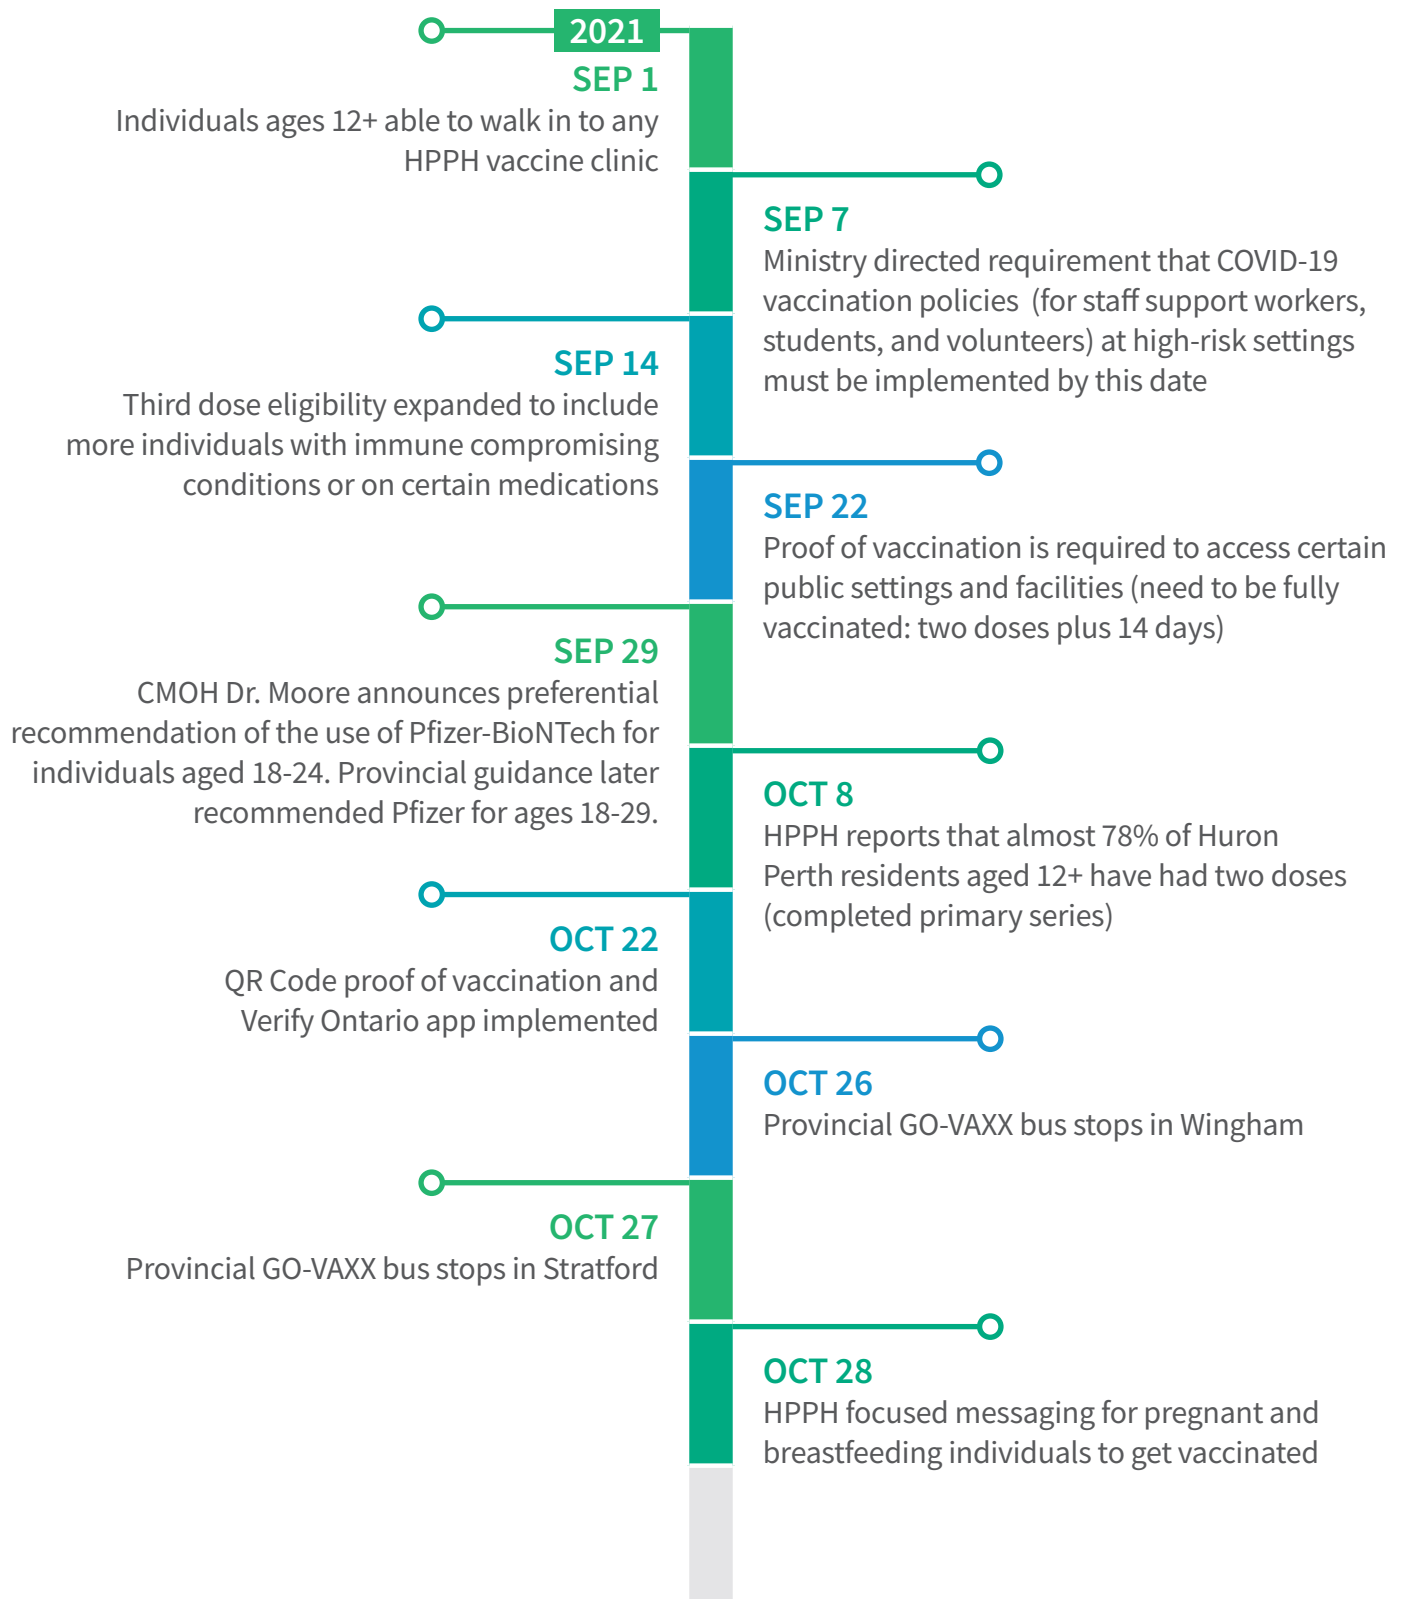 2021
SEP 1
Individuals ages 12+ able to walk in to any
HPPH vaccine clinic
SEP 7
Ministry directed requirement that COVID-19
vaccination policies (for staff support workers,
students, and volunteers) at high-risk settings
must be implemented by this date
SEP 14
Third dose eligibility expanded to include
more individuals with immune compromising
conditions or on certain medications
SEP 22
Proof of vaccination is required to access certain
public settings and facilities (need to be fully
vaccinated: two doses plus 14 days)
SEP 29
CMOH Dr. Moore announces preferential
recommendation of the use of Pfizer-BioNTech for
individuals aged 18-24. Provincial guidance later
recommended Pfizer for ages 18-29.
OCT 8
HPPH reports that almost 78% of Huron
Perth residents aged 12+ have had two doses
(completed primary series)
OCT 22
QR Code proof of vaccination and
Verify Ontario app implemented
OCT 26
Provincial GO-VAXX bus stops in Wingham
OCT 27
Provincial GO-VAXX bus stops in Stratford
OCT 28
HPPH focused messaging for pregnant and
breastfeeding individuals to get vaccinated